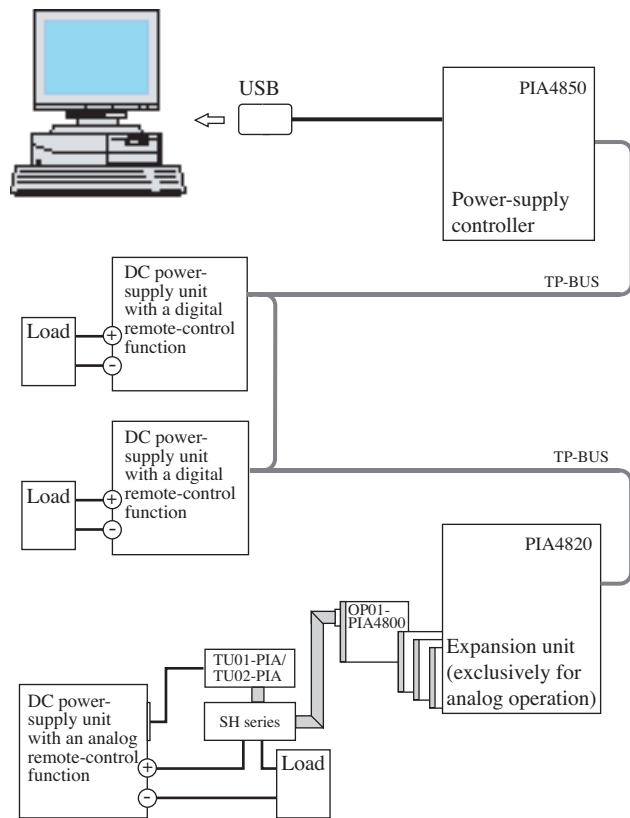 USB
PIA4850
Power-supply
controller
TP-BUS
DC power-
supply unit
with a digital
remote-control
function
Load
+
-
DC power-
supply unit
with a digital
remote-control
function
Load
+
-
TP-BUS
PIA4820
Expansion unit
(exclusively for
analog operation)
OP01-
PIA4800
TU01-PIA/
TU02-PIA
SH series
DC power-
supply unit
with an analog
remote-control
function
+
-
Load